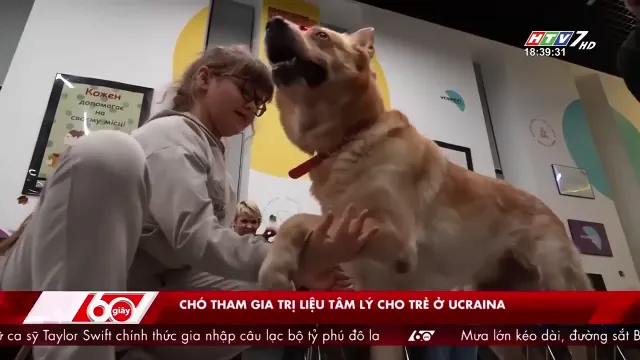 HTV7 HD
18:39:31
Кожен
допомагає
на
своєму місці
60 giây
CHÓ THAM GIA TRỊ LIỆU TÂM LÝ CHO TRẺ Ở UCRAINA
ca sỹ Taylor Swift chính thức gia nhập câu lạc bộ tỷ phú đô la 60 Mưa lớn kéo dài, đường sắt